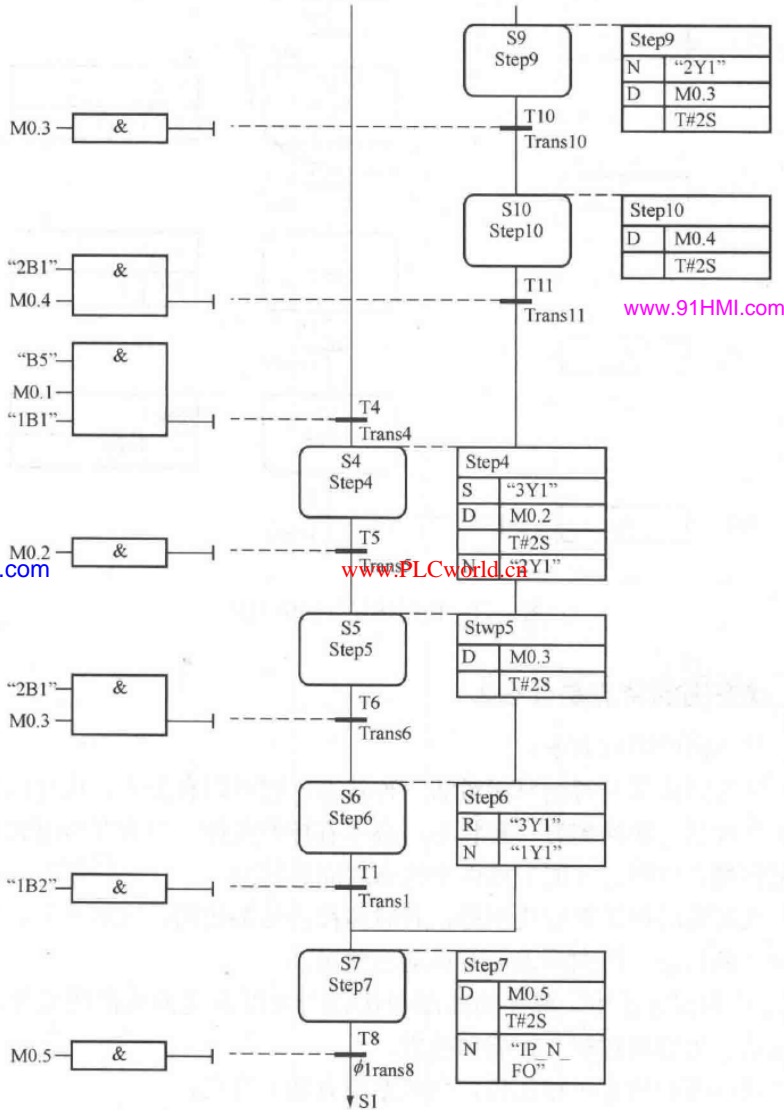 S9
Step9
Step9
N "2Y1"
D M0.3
T#2S
M0.3
&
T10
Trans10
S10
Step10
Step10
D M0.4
T#2S
"2B1"
M0.4
&
T11
Trans11
www.91HMI.com
"B5"
M0.1
"1B1"
&
T4
Trans4
S4
Step4
Step4
S "3Y1"
D M0.2
T#2S
N "2Y1"
M0.2
&
T5
Trans5
.com
www.PLCworld.cn
S5
Step5
Stwp5
D M0.3
T#2S
"2B1"
M0.3
&
T6
Trans6
S6
Step6
Step6
R "3Y1"
N "1Y1"
"1B2"
&
T1
Trans1
S7
Step7
Step7
D M0.5
T#2S
N "IP_N_
FO"
M0.5
&
T8
ϕ1rans8
S1